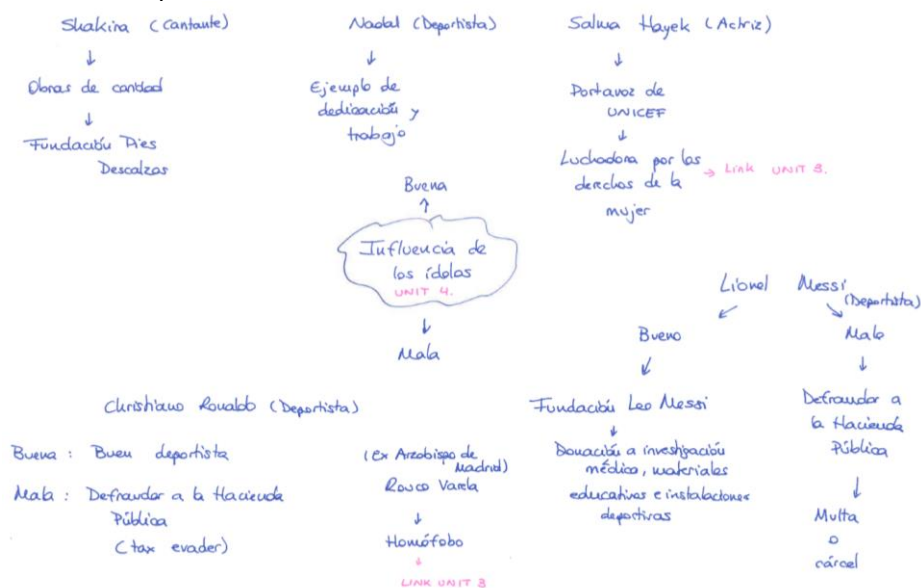 Shakira (Cantante)
↓
Obras de caridad
↓
Fundación Pies
Descalzos
Nadal (Deportista)
↓
Ejemplo de
dedicación y
trabajo
Salma Hayek (Actriz)
↓
Portavoz de
UNICEF
↓
Luchadora por los
derechos de la
mujer
→ Link UNIT 3.
Buena
↑
Influencia de
los ídolos
UNIT 4.
↓
Mala
Lionel Messi
(Deportista)
Bueno
↓
Fundación Leo Messi
↓
Donación a investigación
médica, materiales
educativos e instalaciones
deportivas
Malo
↓
Defraudar a
la Hacienda
Pública
↓
Multa
o
cárcel
Christiano Ronaldo (Deportista)
Buena : Buen deportista
Mala : Defraudar a la Hacienda
Pública
(tax evader)
(ex Arzobispo de
Madrid)
Rouco Varela
↓
Homófobo
↓
LINK UNIT 3